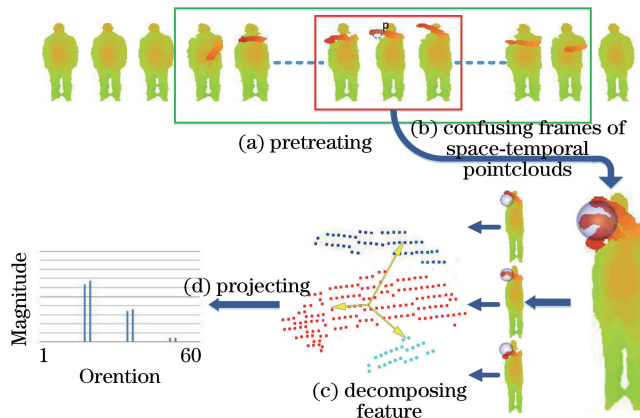 p
(a) pretreating
(b) confusing frames of
space-temporal
pointclouds
(d) projecting
Magnitude
1
60
Orention
(c) decomposing
feature